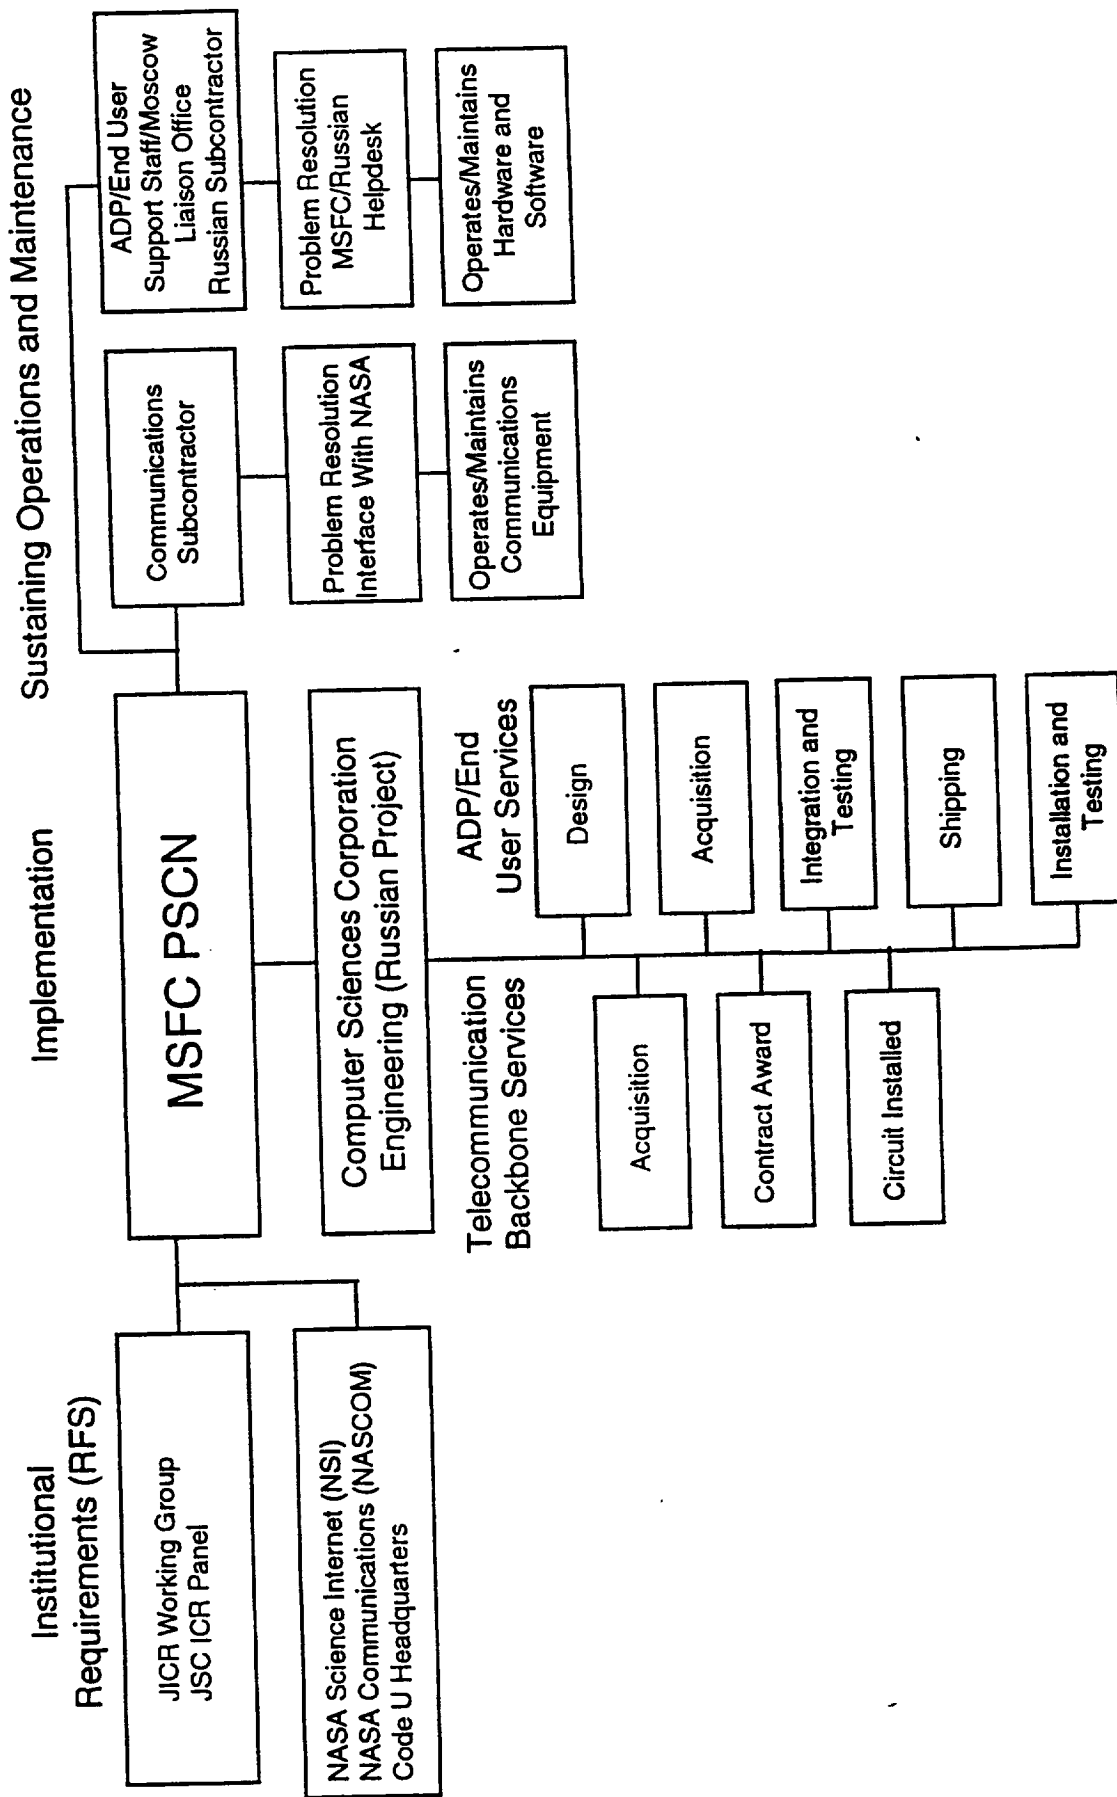 Institutional
Requirements (RFS)
JICR Working Group
JSC ICR Panel
NASA Science Internet (NSI)
NASA Communications (NASCOM)
Code U Headquarters
Implementation
MSFC PSCN
Computer Sciences Corporation
Engineering (Russian Project)
Telecommunication
Backbone Services
Acquisition
Contract Award
Circuit Installed
ADP/End
User Services
Design
Acquisition
Integration and
Testing
Shipping
Installation and
Testing
Sustaining Operations and Maintenance
Communications
Subcontractor
Problem Resolution
Interface With NASA
Operates/Maintains
Communications
Equipment
ADP/End User
Support Staff/Moscow
Liaison Office
Russian Subcontractor
Problem Resolution
MSFC/Russian
Helpdesk
Operates/Maintains
Hardware and
Software